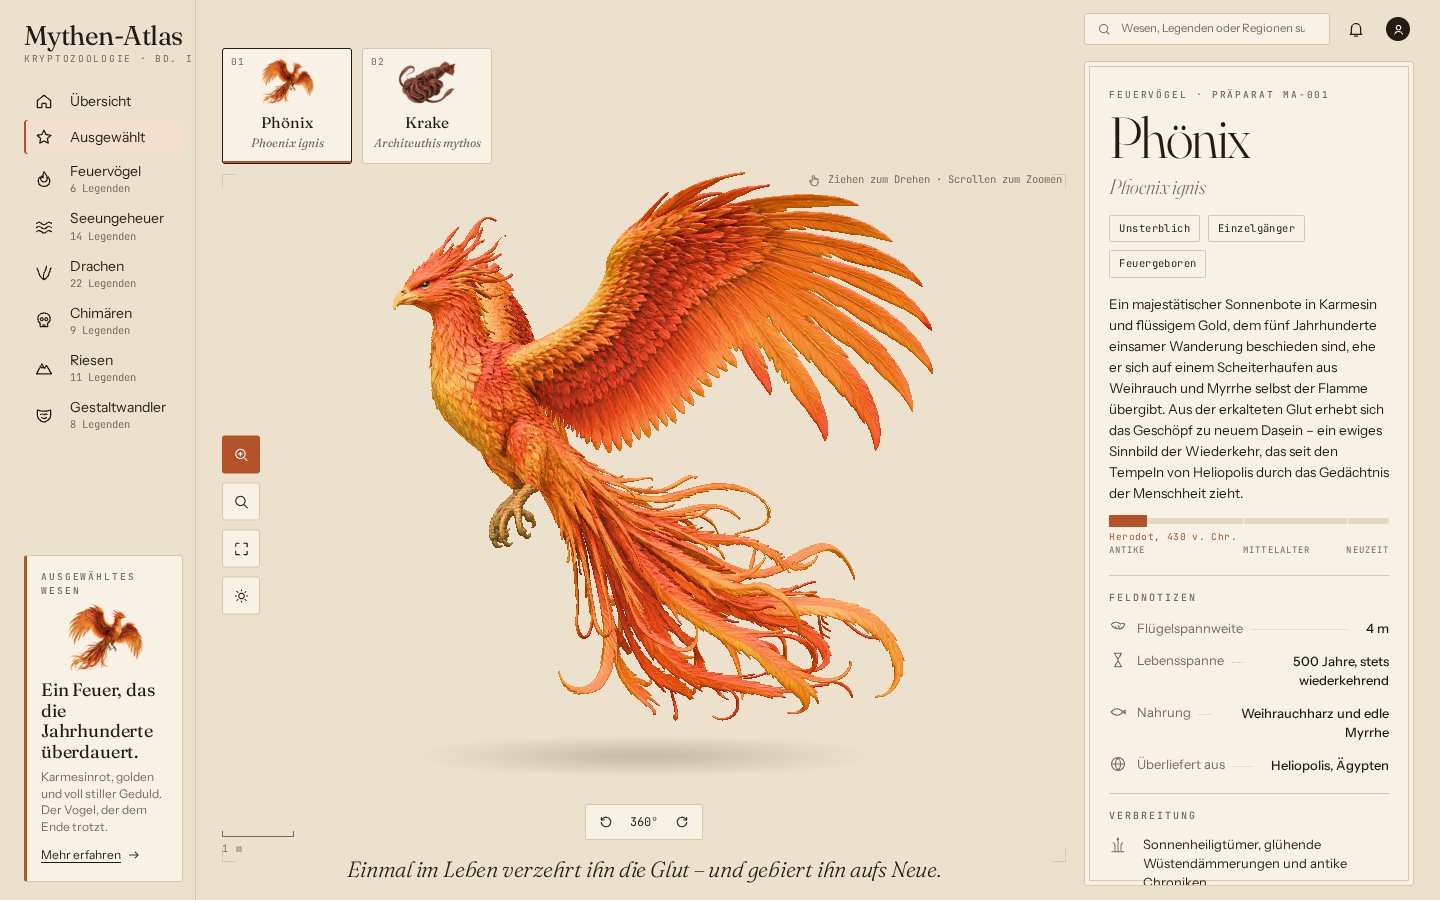 Mythen-Atlas
KRYPTOZOOLOGIE · BD. I
Übersicht
Ausgewählt
Feuervögel
6 Legenden
Seeungeheuer
14 Legenden
Drachen
22 Legenden
Chimären
9 Legenden
Riesen
11 Legenden
Gestaltwandler
8 Legenden
AUSGEWÄHLTES
WESEN
Ein Feuer, das
die
Jahrhunderte
überdauert.
Karmesinrot, golden
und voll stiller Geduld.
Der Vogel, der dem
Ende trotzt.
Mehr erfahren
01
Phönix
Phoenix ignis
02
Krake
Architeuthis mythos
Ziehen zum Drehen · Scrollen zum Zoomen
360°
1 m
Einmal im Leben verzehrt ihn die Glut – und gebiert ihn aufs Neue.
Wesen, Legenden oder Regionen su
FEUERVÖGEL · PRÄPARAT MA-001
Phönix
Phoenix ignis
Unsterblich
Einzelgänger
Feuergeboren
Ein majestätischer Sonnenbote in Karmesin
und flüssigem Gold, dem fünf Jahrhunderte
einsamer Wanderung beschieden sind, ehe
er sich auf einem Scheiterhaufen aus
Weihrauch und Myrrhe selbst der Flamme
übergibt. Aus der erkalteten Glut erhebt sich
das Geschöpf zu neuem Dasein – ein ewiges
Sinnbild der Wiederkehr, das seit den
Tempeln von Heliopolis durch das Gedächtnis
der Menschheit zieht.
Herodot, 430 v. Chr.
ANTIKE MITTELALTER NEUZEIT
FELDNOTIZEN
Flügelspannweite 4 m
Lebensspanne 500 Jahre, stets
wiederkehrend
Nahrung Weihrauchharz und edle
Myrrhe
Überliefert aus Heliopolis, Ägypten
VERBREITUNG
Sonnenheiligtümer, glühende
Wüstendämmerungen und antike
Chroniken